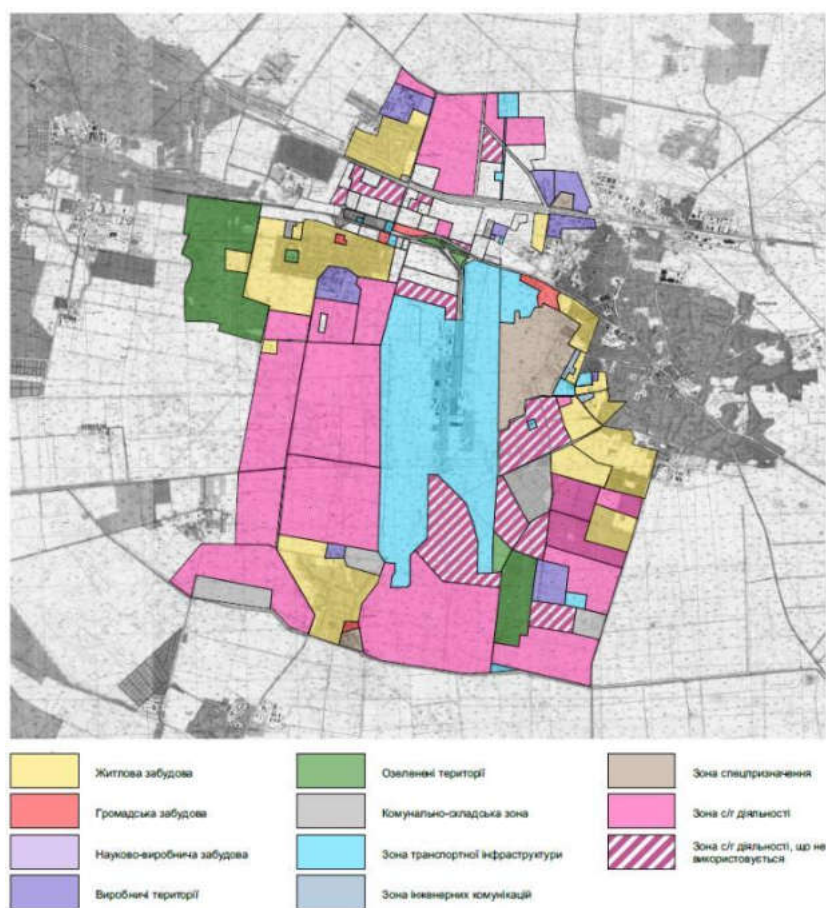 Житлова забудова
Громадська забудова
Науково-виробнича забудова
Виробничі території
Озеленені території
Комунально-складська зона
Зона транспортної інфраструктури
Зона інженерних комунікацій
Зона спецпризначення
Зона с/г діяльності
Зона с/г діяльності, що не
використовується